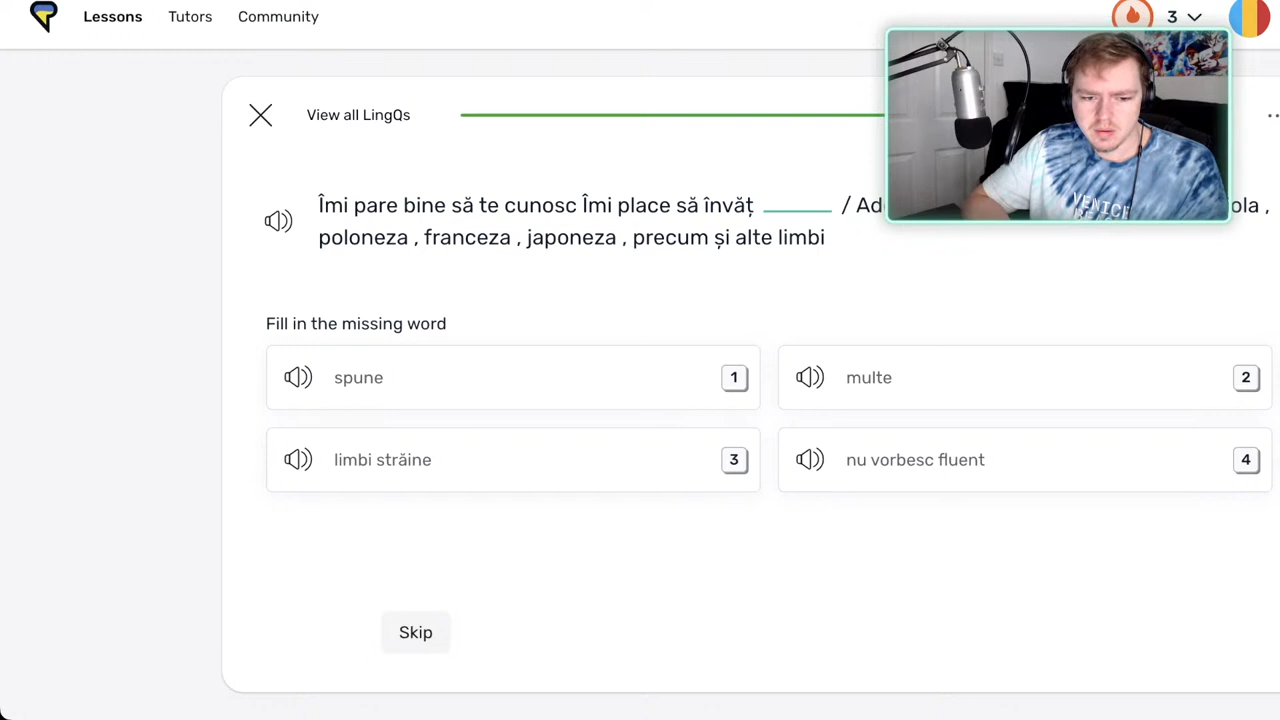 Lessons Tutors Community 3
View all LingQs
Îmi pare bine să te cunosc Îmi place să învăț / Ad
poloneza , franceza , japoneza , precum și alte limbi
Fill in the missing word
spune 1
multe 2
limbi străine 3
nu vorbesc fluent 4
Skip